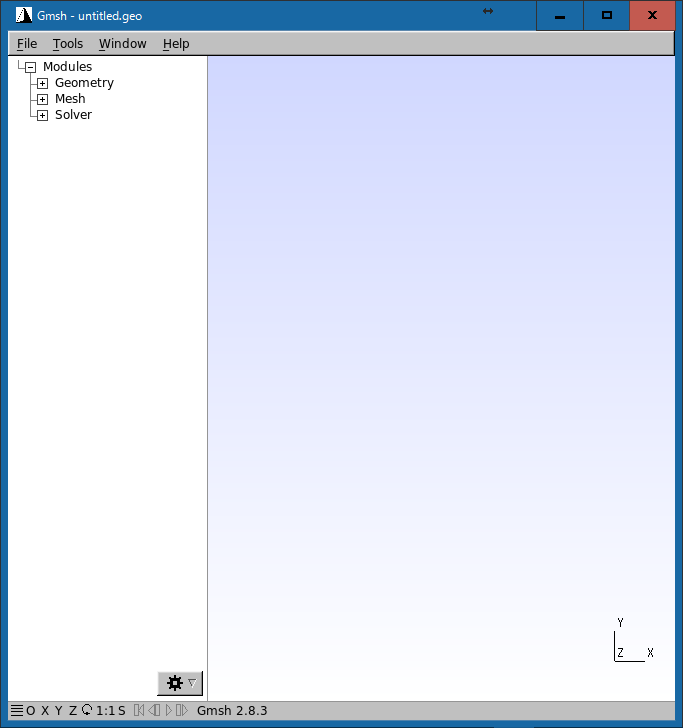 Gmsh - untitled.geo
File Tools Window Help
Modules
Geometry
Mesh
Solver
Y
Z X
O X Y Z 1:1 S Gmsh 2.8.3